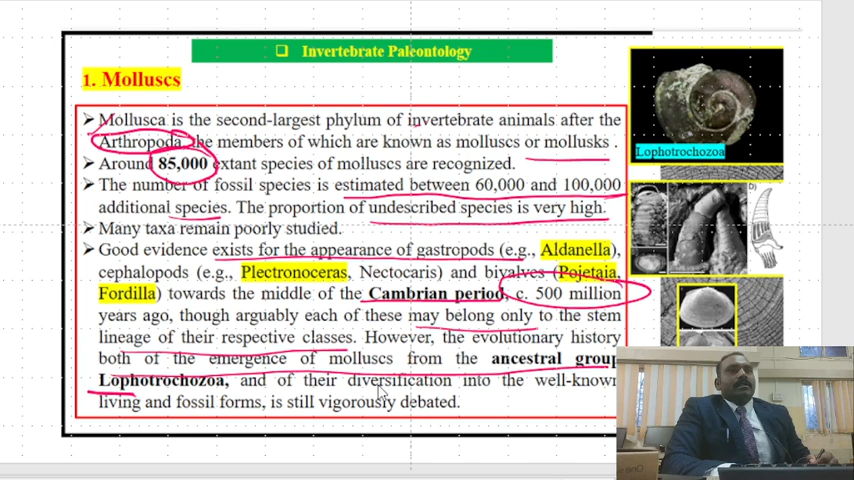 ❑ Invertebrate Paleontology
1. Molluscs
➢ Mollusca is the second-largest phylum of invertebrate animals after the
Arthropoda, the members of which are known as molluscs or mollusks .
➢ Around 85,000 extant species of molluscs are recognized.
➢ The number of fossil species is estimated between 60,000 and 100,000
additional species. The proportion of undescribed species is very high.
➢ Many taxa remain poorly studied.
➢ Good evidence exists for the appearance of gastropods (e.g., Aldanella),
cephalopods (e.g., Plectronoceras, Nectocaris) and bivalves (Pojetaia,
Fordilla) towards the middle of the Cambrian period, c. 500 million
years ago, though arguably each of these may belong only to the stem
lineage of their respective classes. However, the evolutionary history
both of the emergence of molluscs from the ancestral group
Lophotrochozoa, and of their diversification into the well-known
living and fossil forms, is still vigorously debated.
Lophotrochozoa